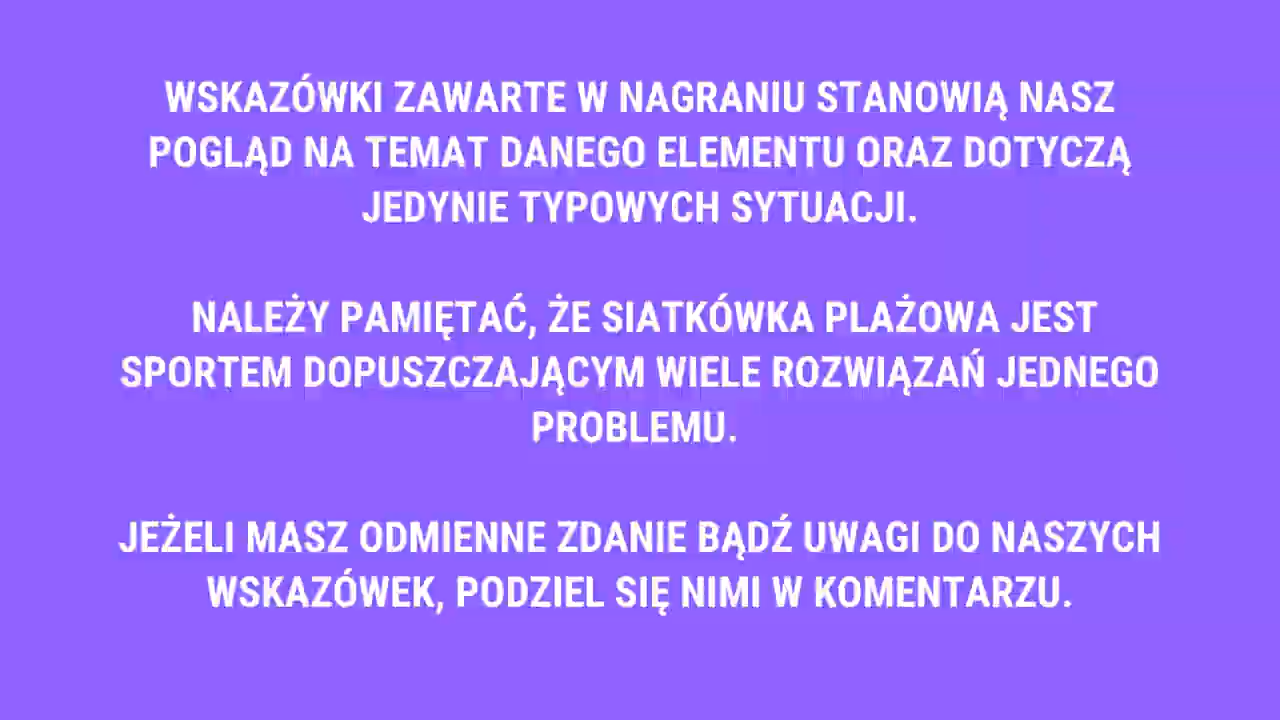 WSKAZÓWKI ZAWARTE W NAGRANIU STANOWIĄ NASZ
POGLĄD NA TEMAT DANEGO ELEMENTU ORAZ DOTYCZĄ
JEDYNIE TYPOWYCH SYTUACJI.
NALEŻY PAMIĘTAĆ, ŻE SIATKÓWKA PLAŻOWA JEST
SPORTEM DOPUSZCZAJĄCYM WIELE ROZWIĄZAŃ JEDNEGO
PROBLEMU.
JEŻELI MASZ ODMIENNE ZDANIE BĄDŹ UWAGI DO NASZYCH
WSKAZÓWEK, PODZIEL SIĘ NIMI W KOMENTARZU.